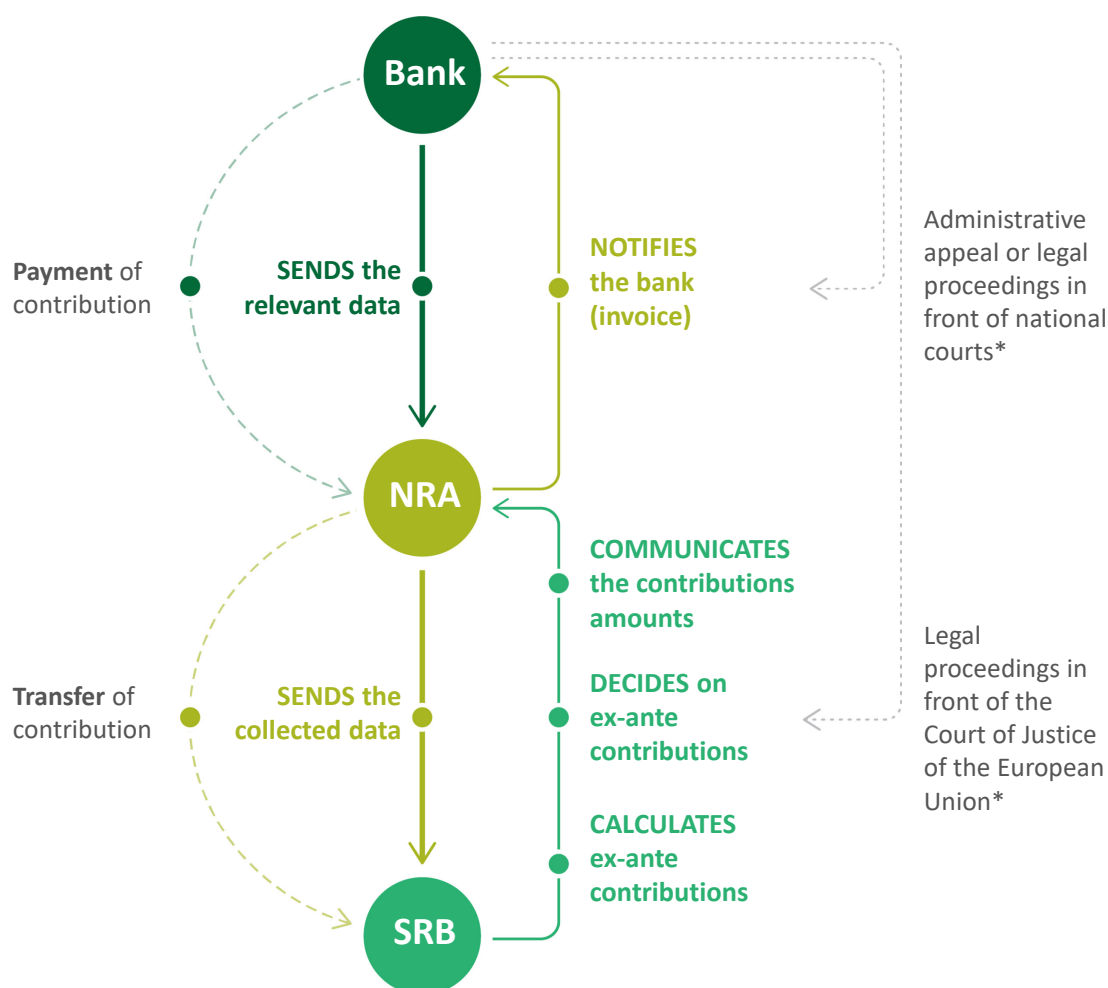 Bank
Payment of
contribution
SENDS the
relevant data
NOTIFIES
the bank
(invoice)
Administrative
appeal or legal
proceedings in
front of national
courts*
NRA
COMMUNICATES
the contributions
amounts
Transfer of
contribution
SENDS the
collected data
DECIDES on
ex-ante
contributions
Legal
proceedings in
front of the
Court of Justice
of the European
Union*
CALCULATES
ex-ante
contributions
SRB